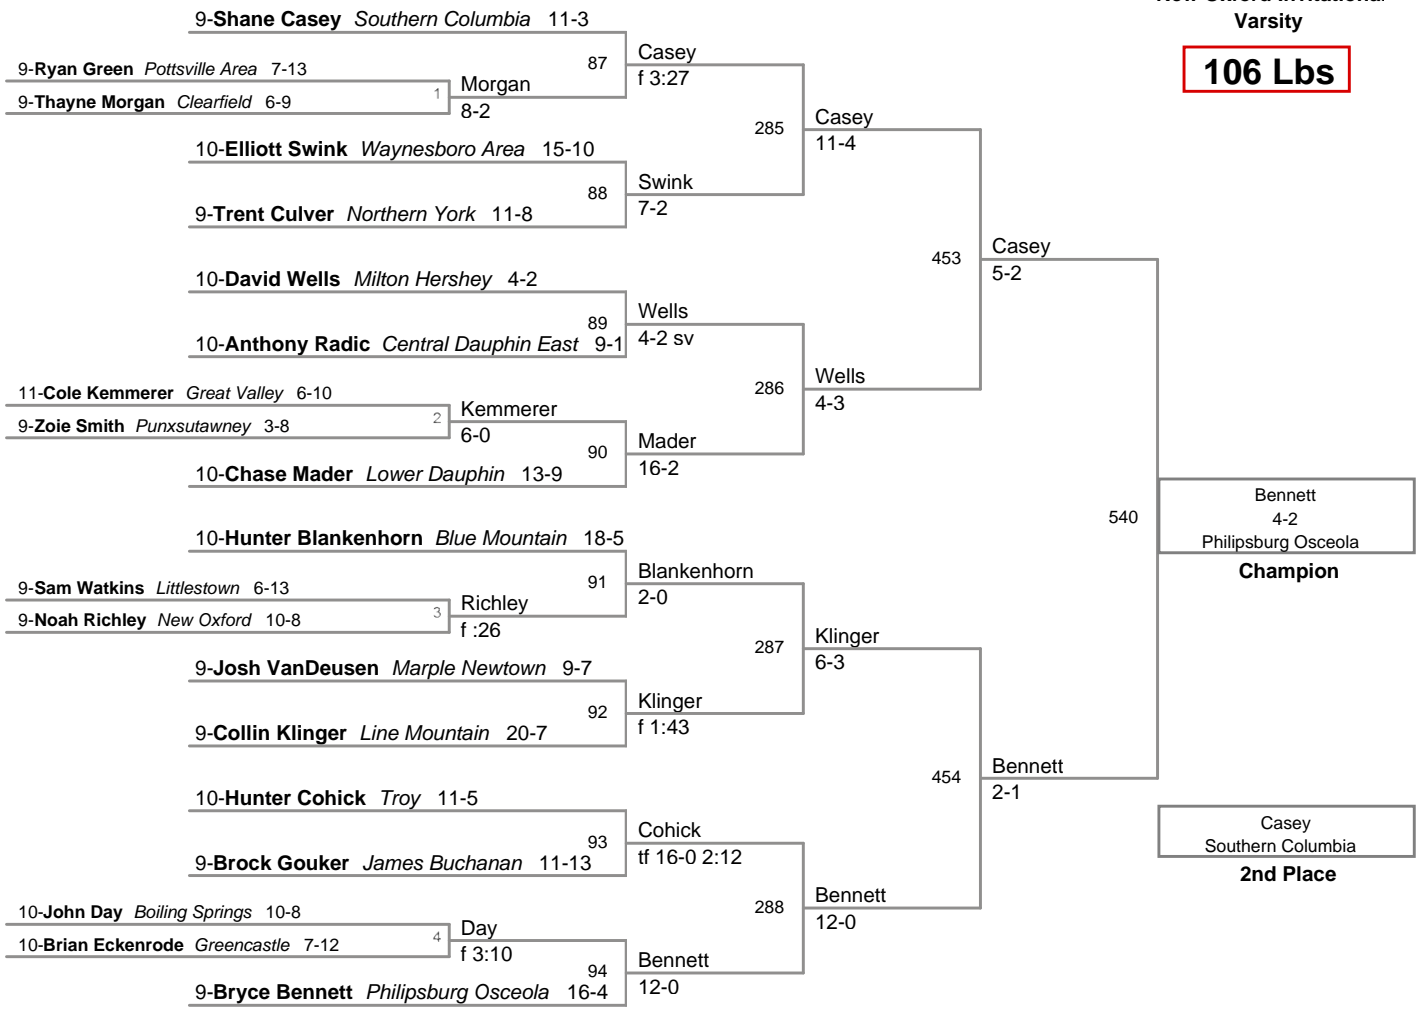 Varsity
106 Lbs
9-Shane Casey Southern Columbia 11-3
87
Casey
f 3:27
9-Ryan Green Pottsville Area 7-13
1
9-Thayne Morgan Clearfield 6-9
Morgan
8-2
285
Casey
11-4
10-Elliott Swink Waynesboro Area 15-10
88
Swink
7-2
9-Trent Culver Northern York 11-8
453
Casey
5-2
10-David Wells Milton Hershey 4-2
89
Wells
4-2 sv
10-Anthony Radic Central Dauphin East 9-1
286
Wells
4-3
11-Cole Kemmerer Great Valley 6-10
2
9-Zoie Smith Punxsutawney 3-8
Kemmerer
6-0
90
Mader
16-2
10-Chase Mader Lower Dauphin 13-9
540
Bennett
4-2
Philipsburg Osceola
Champion
10-Hunter Blankenhorn Blue Mountain 18-5
91
Blankenhorn
2-0
9-Sam Watkins Littlestown 6-13
3
9-Noah Richley New Oxford 10-8
Richley
f :26
287
Klinger
6-3
9-Josh VanDeusen Marple Newtown 9-7
92
Klinger
f 1:43
9-Collin Klinger Line Mountain 20-7
454
Bennett
2-1
10-Hunter Cohick Troy 11-5
93
Cohick
tf 16-0 2:12
9-Brock Gouker James Buchanan 11-13
Casey
Southern Columbia
2nd Place
288
Bennett
12-0
10-John Day Boiling Springs 10-8
4
10-Brian Eckenrode Greencastle 7-12
Day
f 3:10
94
Bennett
12-0
9-Bryce Bennett Philipsburg Osceola 16-4